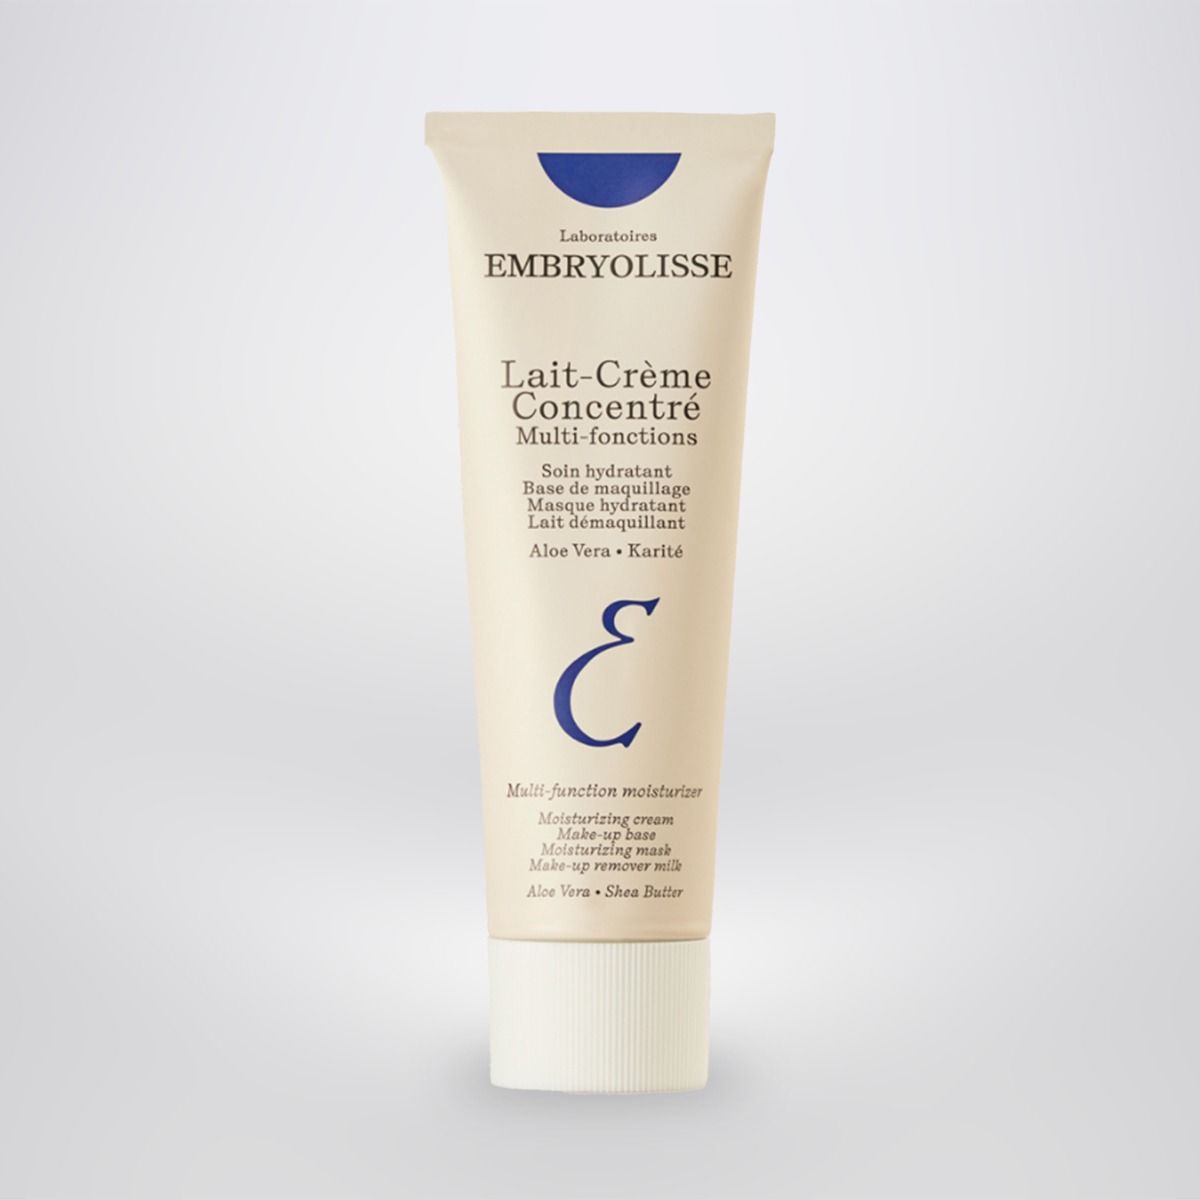 Laboratoires
EMBRYOLISSE
Lait-Crème
Concentré
Multi-fonctions
Soin hydratant
Base de maquillage
Masque hydratant
Lait démaquillant
Aloe Vera • Karité
E
Multi-function moisturizer
Moisturizing cream
Make-up base
Moisturizing mask
Make-up remover milk
Aloe Vera • Shea Butter